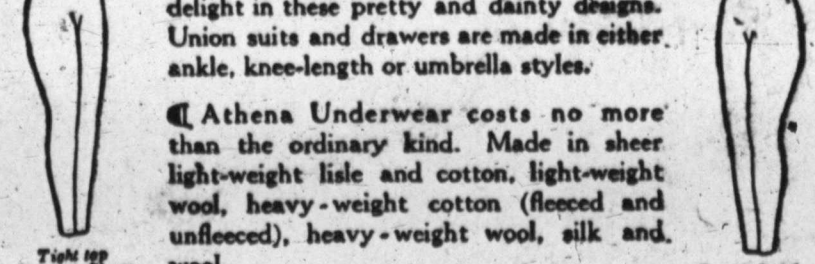 delight in these pretty and dainty designs.
Union suits and drawers are made in either
ankle, knee-length or umbrella styles.
¶ Athena Underwear costs no more
than the ordinary kind. Made in sheer
light-weight lisle and cotton, light-weight
wool, heavy-weight cotton (fleeced and
unfleeced), heavy-weight wool, silk and
wool
Tight top